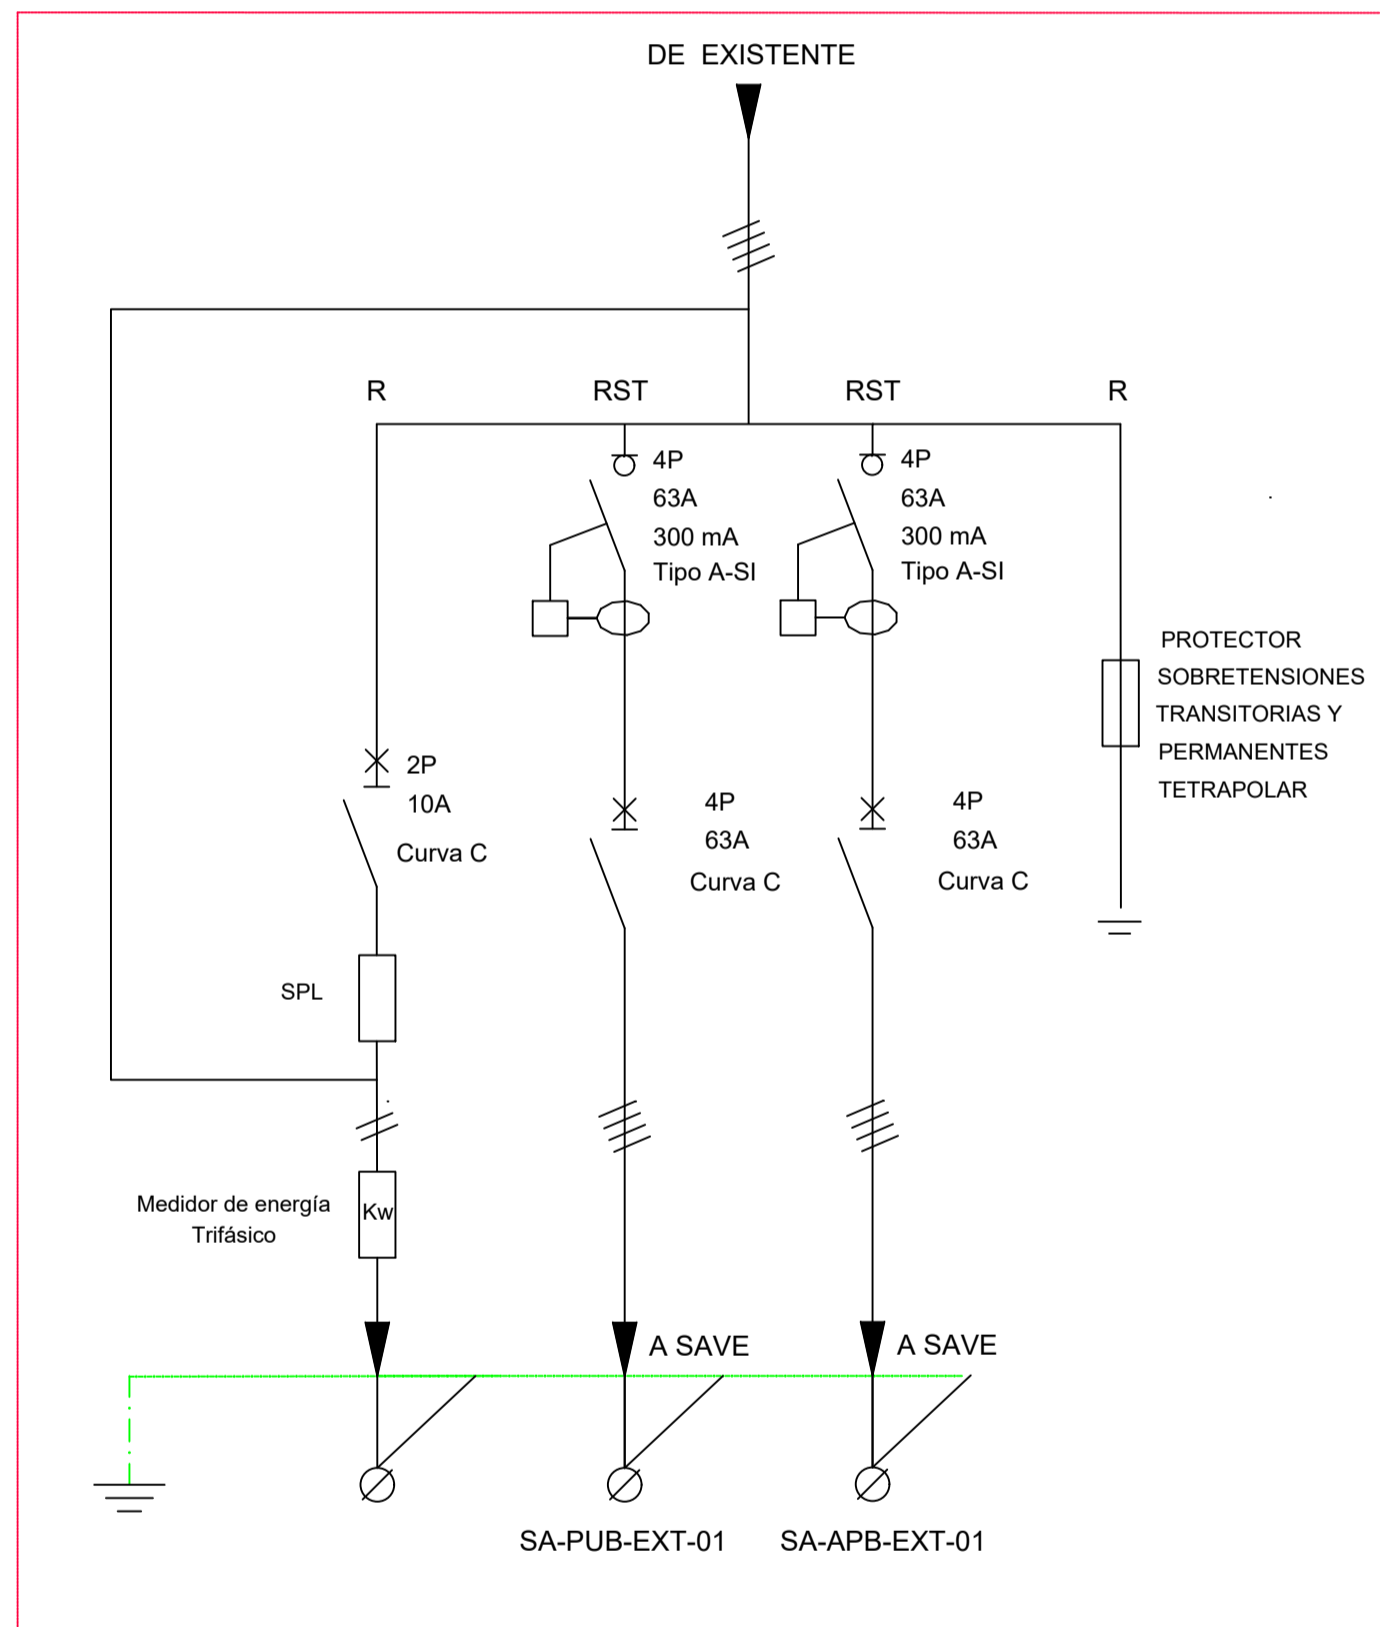 DE EXISTENTE
R
RST
RST
R
4P
63A
300 mA
Tipo A-SI
4P
63A
300 mA
Tipo A-SI
PROTECTOR
SOBRETENSIONES
TRANSITORIAS Y
PERMANENTES
TETRAPOLAR
2P
10A
Curva C
4P
63A
Curva C
4P
63A
Curva C
SPL
Medidor de energía
Trifásico
Kw
A SAVE
A SAVE
SA-PUB-EXT-01
SA-APB-EXT-01